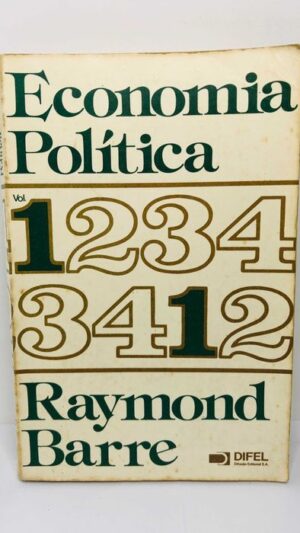 Economia
Política
Vol.
1234
3412
Raymond
Barre
DIFEL
Difusão Editorial S.A.